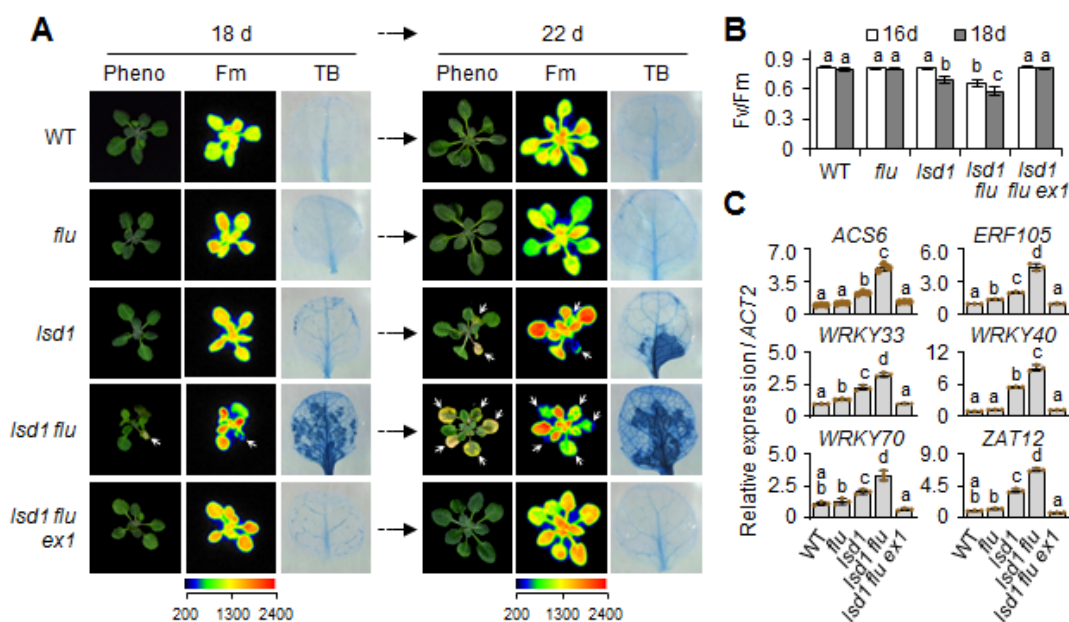 A
18 d
22 d
Pheno Fm TB Pheno Fm TB
WT
flu
lsd1
lsd1 flu
lsd1 flu
ex1
200 1300 2400 200 1300 2400
B
16d 18d
Fv/Fm
0.9
0.6
0.3
0
a a a a a b b c a a
WT flu lsd1 lsd1 lsd1
flu flu ex1
C
Relative expression / ACT2
ACS6
7.0
3.5
0
a a b c a
ERF105
6.0
3.0
0
a b c d a
WRKY33
5.0
2.5
0
a b c d a
WRKY40
12
6
0
a a b c a
WRKY70
5.0
2.5
0
a
b b c d a
ZAT12
9.0
4.5
0
a
b b c d a
WT flu lsd1 lsd1 flu lsd1 flu ex1
WT flu lsd1 lsd1 flu lsd1 flu ex1